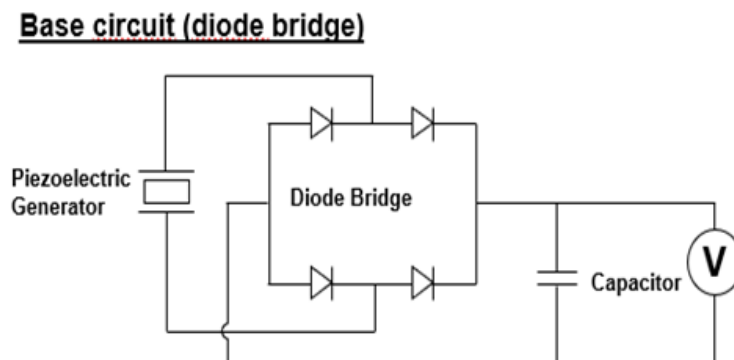 Base circuit (diode bridge)
Piezoelectric
Generator
Diode Bridge
Capacitor
V